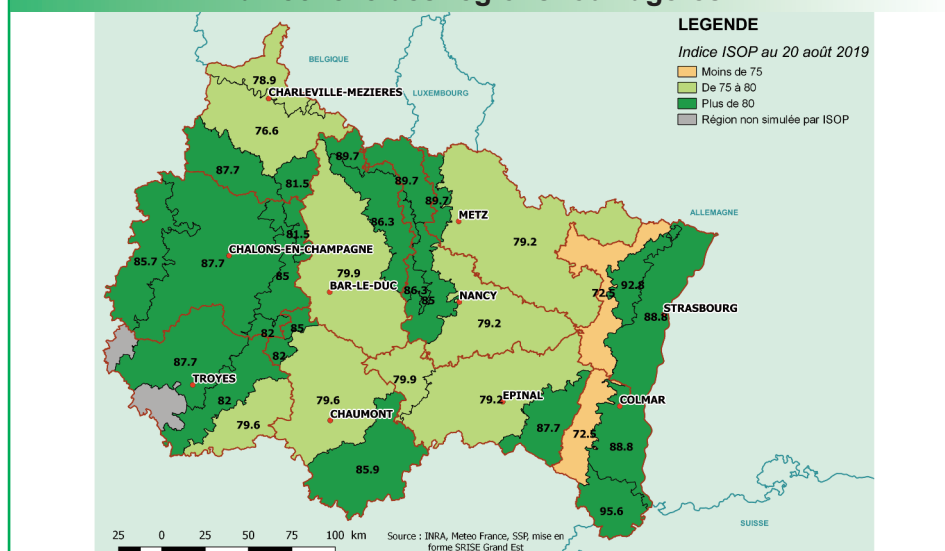 LEGENDE
Indice ISOP au 20 août 2019
Moins de 75
De 75 à 80
Plus de 80
Région non simulée par ISOP
BELGIQUE
LUXEMBOURG
ALLEMAGNE
SUISSE
78.9
CHARLEVILLE-MEZIERES
76.6
89.7
87.7
81.5
89.7
89.7
METZ
86.3
81.5
79.2
CHALONS-EN-CHAMPAGNE
85.7
87.7
85
79.9
BAR-LE-DUC
86.3
85
NANCY
72.5
92.8
88.8
STRASBOURG
79.2
82
85
82
87.7
TROYES
82
79.6
79.6
CHAUMONT
79.9
79.2
EPINAL
87.7
72.5
COLMAR
88.8
85.9
95.6
25 0 25 50 75 100 km
Source : INRA, Meteo France, SSP, mise en
forme SRISE Grand Est